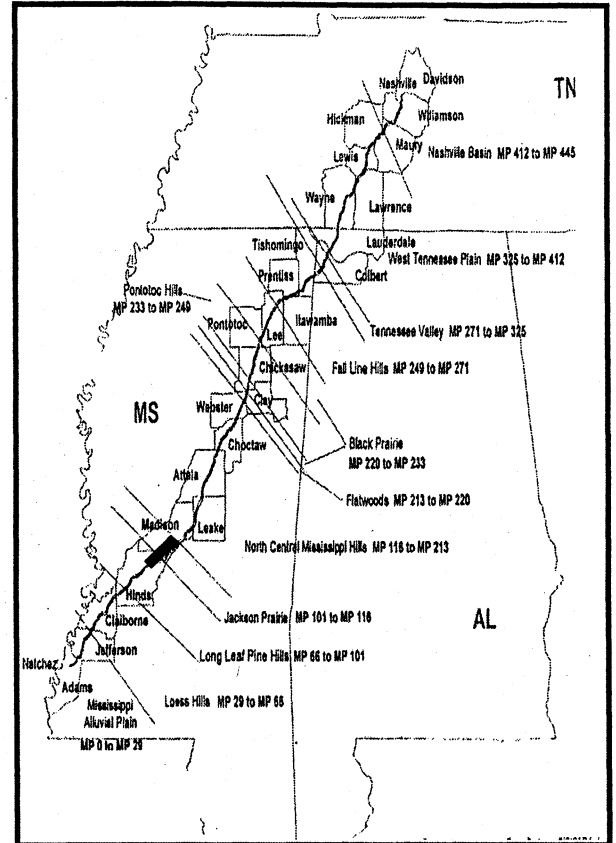 TN
Nashville
Davidson
Hickman
Williamson
Maury
Lewis
Nashville Basin MP 412 to MP 445
Wayne
Lawrence
Lauderdale
Tishomingo
West Tennessee Plain MP 325 to MP 412
Colbert
Prentiss
Pontotoc Hills
MP 233 to MP 249
Itawamba
Tennessee Valley MP 271 to MP 325
Pontotoc
Lee
Chickasaw
Fall Line Hills MP 249 to MP 271
MS
Webster
Clay
Choctaw
Black Prairie
MP 220 to MP 233
Attala
Flatwoods MP 213 to MP 220
Madison
Leake
North Central Mississippi Hills MP 116 to MP 213
Hinds
Jackson Prairie MP 101 to MP 116
AL
Claiborne
Long Leaf Pine Hills MP 66 to MP 101
Jefferson
Natchez
Adams
Loess Hills MP 29 to MP 66
Mississippi
Alluvial Plain
MP 0 to MP 29